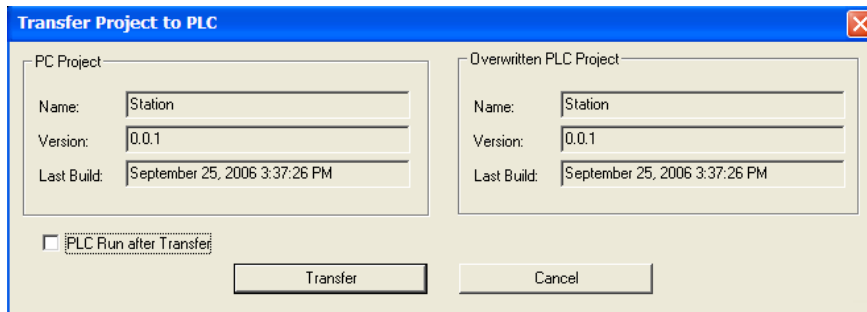 Transfer Project to PLC
PC Project
Name: Station
Version: 0.0.1
Last Build: September 25, 2006 3:37:26 PM
Overwritten PLC Project
Name: Station
Version: 0.0.1
Last Build: September 25, 2006 3:37:26 PM
PLC Run after Transfer
Transfer Cancel